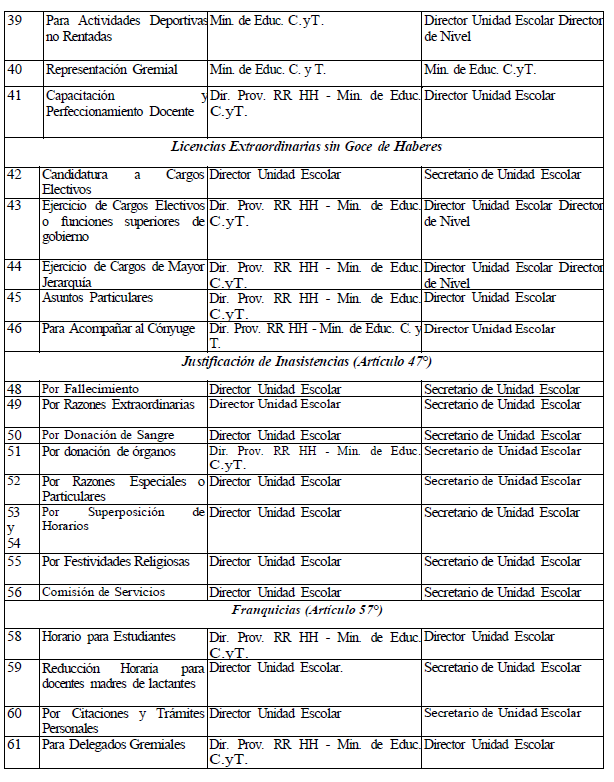 39 Para Actividades Deportivas Min. de Educ. C.yT. Director Unidad Escolar Director
no Rentadas de Nivel
40 Representación Gremial Min. de Educ. C. y T. Min. de Educ. C.yT.
41 Capacitación y Dir. Prov. RR HH - Min. de Educ. Director Unidad Escolar
Perfeccionamiento Docente C.yT.
Licencias Extraordinarias sin Goce de Haberes
42 Candidatura a Cargos Director Unidad Escolar Secretario de Unidad Escolar
Electivos
43 Ejercicio de Cargos Electivos Dir. Prov. RR HH - Min. de Educ. Director Unidad Escolar Director
o funciones superiores de C.yT. de Nivel
gobierno
44 Ejercicio de Cargos de Mayor Dir. Prov. RR HH - Min. de Educ. Director Unidad Escolar Director
Jerarquía C.yT. de Nivel
45 Asuntos Particulares Dir. Prov. RR HH - Min. de Educ. Director Unidad Escolar
C.yT.
46 Para Acompañar al Cónyuge Dir. Prov. RR HH - Min. de Educ. C. y Director Unidad Escolar
T.
Justificación de Inasistencias (Artículo 47°)
48 Por Fallecimiento Director Unidad Escolar Secretario de Unidad Escolar
49 Por Razones Extraordinarias Director Unidad Escolar Secretario de Unidad Escolar
50 Por Donación de Sangre Director Unidad Escolar Secretario de Unidad Escolar
51 Por donación de órganos Dir. Prov. RR HH - Min. de Educ. Secretario de Unidad Escolar
C.yT.
52 Por Razones Especiales o Director Unidad Escolar Secretario de Unidad Escolar
Particulares
53 Por Superposición de Director Unidad Escolar Secretario de Unidad Escolar
y Horarios
54
55 Por Festividades Religiosas Director Unidad Escolar Secretario de Unidad Escolar
56 Comisión de Servicios Director Unidad Escolar Secretario de Unidad Escolar
Franquicias (Artículo 57°)
58 Horario para Estudiantes Dir. Prov. RR HH - Min. de Educ. Director Unidad Escolar
C.yT.
59 Reducción Horaria para Director Unidad Escolar. Secretario de Unidad Escolar
docentes madres de lactantes
60 Por Citaciones y Trámites Director Unidad Escolar Secretario de Unidad Escolar
Personales
61 Para Delegados Gremiales Dir. Prov. RR HH - Min. de Educ. Director Unidad Escolar
C.yT.